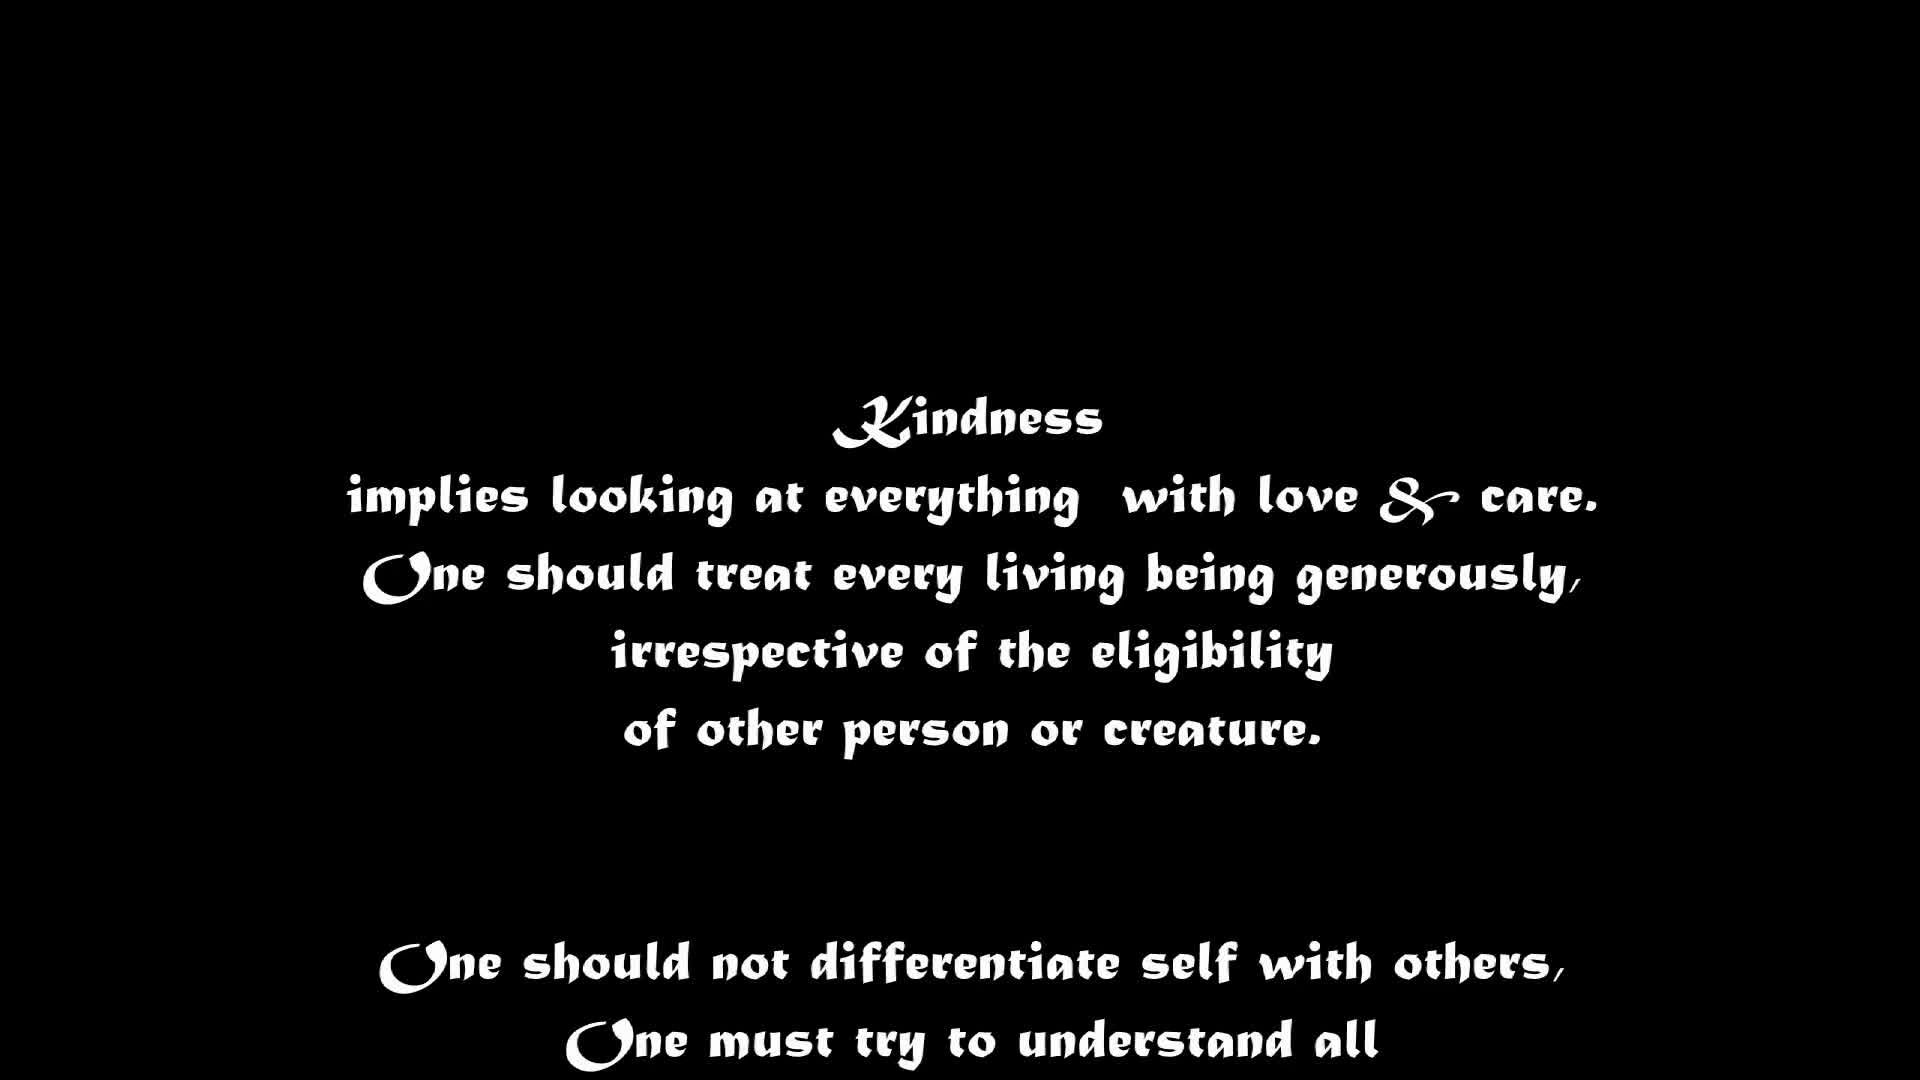 Kindness
implies looking at everything  with love & care.
One should treat every living being generously,
irrespective of the eligibility
of other person or creature.
One should not differentiate self with others,
One must try to understand all